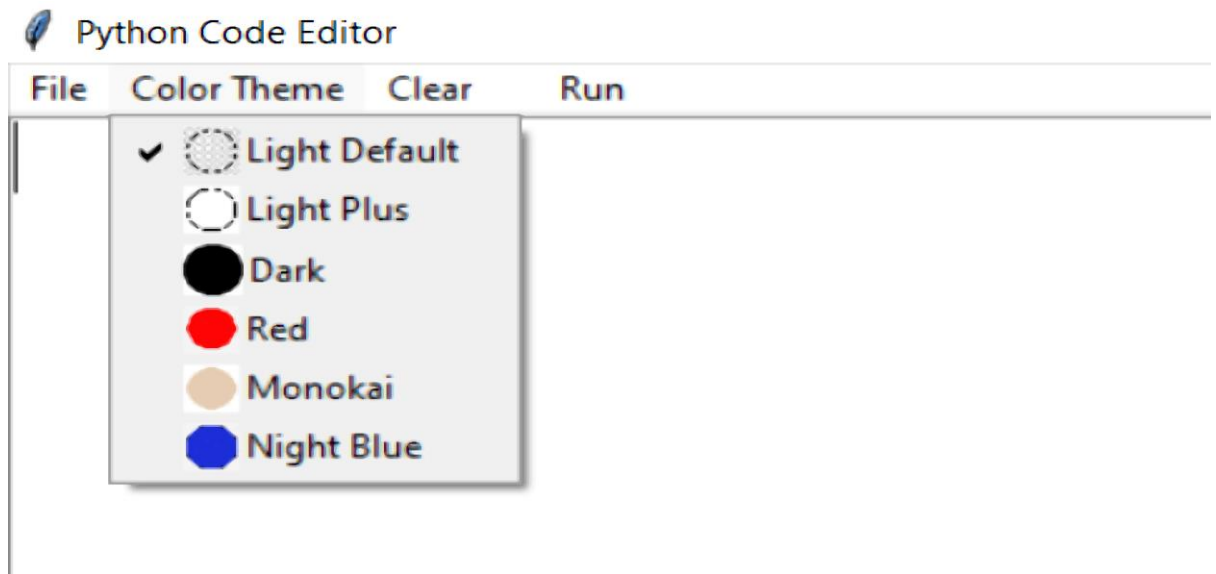 Python Code Editor
File Color Theme Clear Run
Light Default
Light Plus
Dark
Red
Monokai
Night Blue